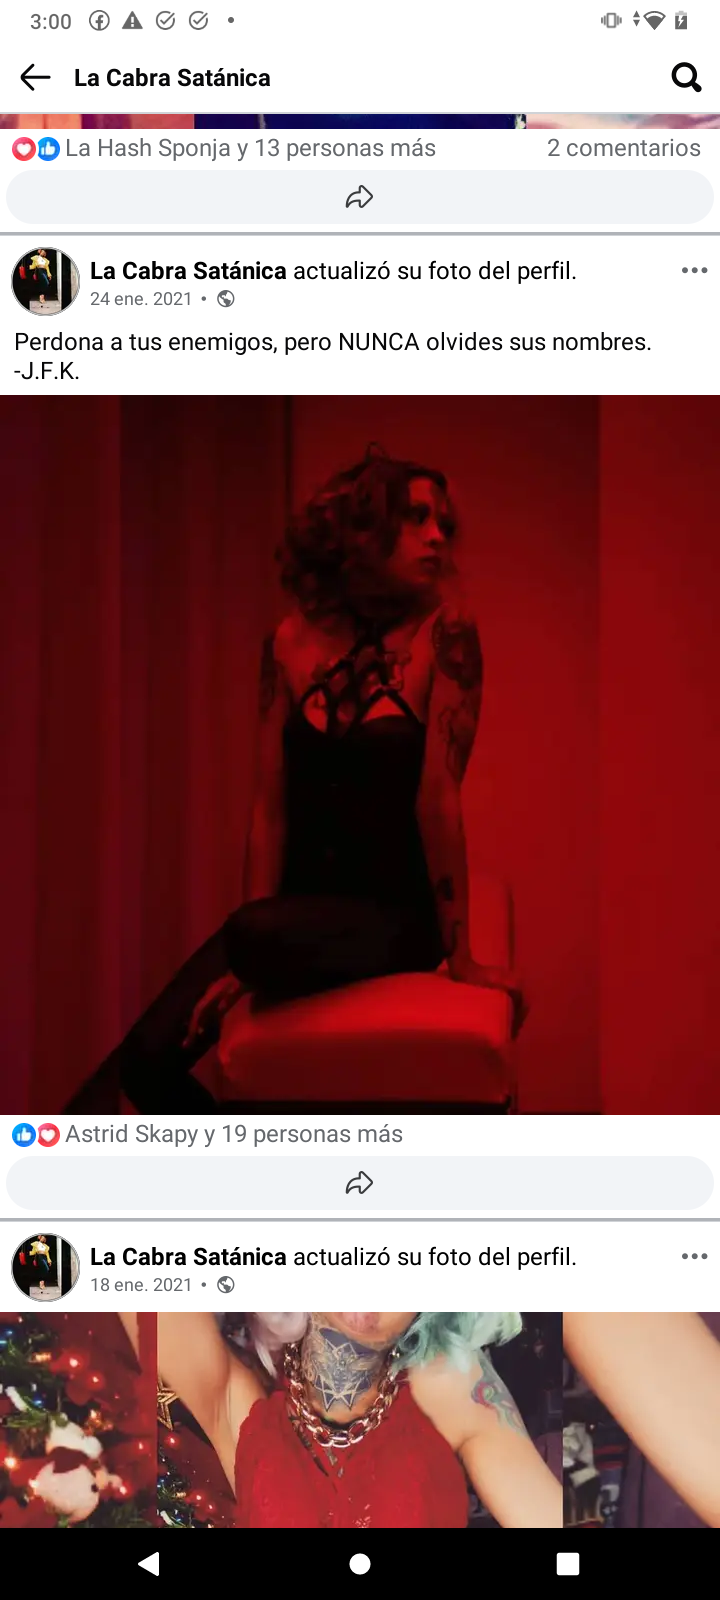 3:00
La Cabra Satánica
La Hash Sponja y 13 personas más
2 comentarios
La Cabra Satánica actualizó su foto del perfil.
24 ene. 2021 •
Perdona a tus enemigos, pero NUNCA olvides sus nombres.
-J.F.K.
Astrid Skapy y 19 personas más
La Cabra Satánica actualizó su foto del perfil.
18 ene. 2021 •